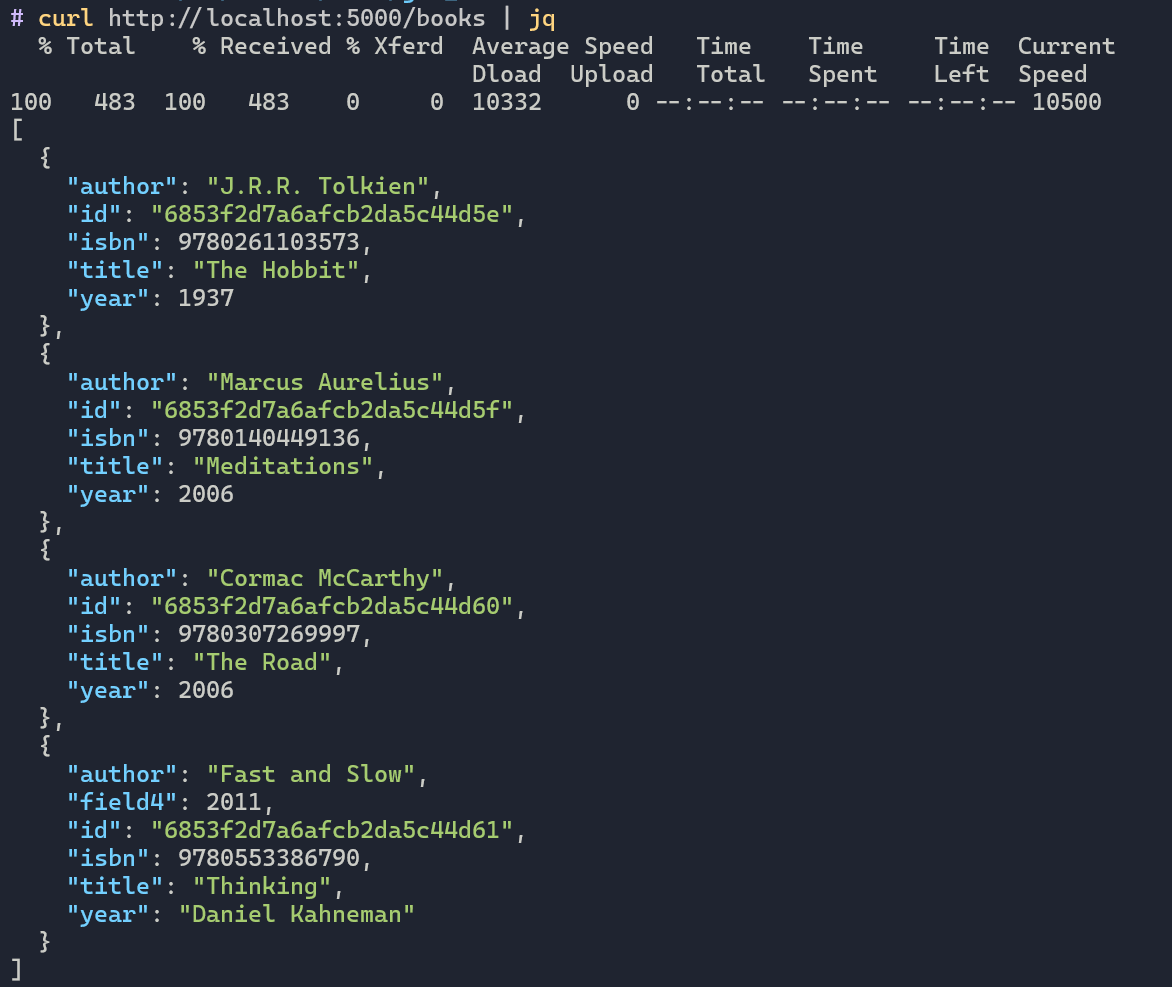 # curl http://localhost:5000/books | jq
  % Total    % Received % Xferd  Average Speed   Time    Time     Time  Current
                                 Dload  Upload   Total   Spent    Left  Speed
100   483  100   483    0     0  10332      0 --:--:-- --:--:-- --:--:-- 10500
[
  {
    "author": "J.R.R. Tolkien",
    "id": "6853f2d7a6afcb2da5c44d5e",
    "isbn": 9780261103573,
    "title": "The Hobbit",
    "year": 1937
  },
  {
    "author": "Marcus Aurelius",
    "id": "6853f2d7a6afcb2da5c44d5f",
    "isbn": 9780140449136,
    "title": "Meditations",
    "year": 2006
  },
  {
    "author": "Cormac McCarthy",
    "id": "6853f2d7a6afcb2da5c44d60",
    "isbn": 9780307269997,
    "title": "The Road",
    "year": 2006
  },
  {
    "author": "Fast and Slow",
    "field4": 2011,
    "id": "6853f2d7a6afcb2da5c44d61",
    "isbn": 9780553386790,
    "title": "Thinking",
    "year": "Daniel Kahneman"
  }
]